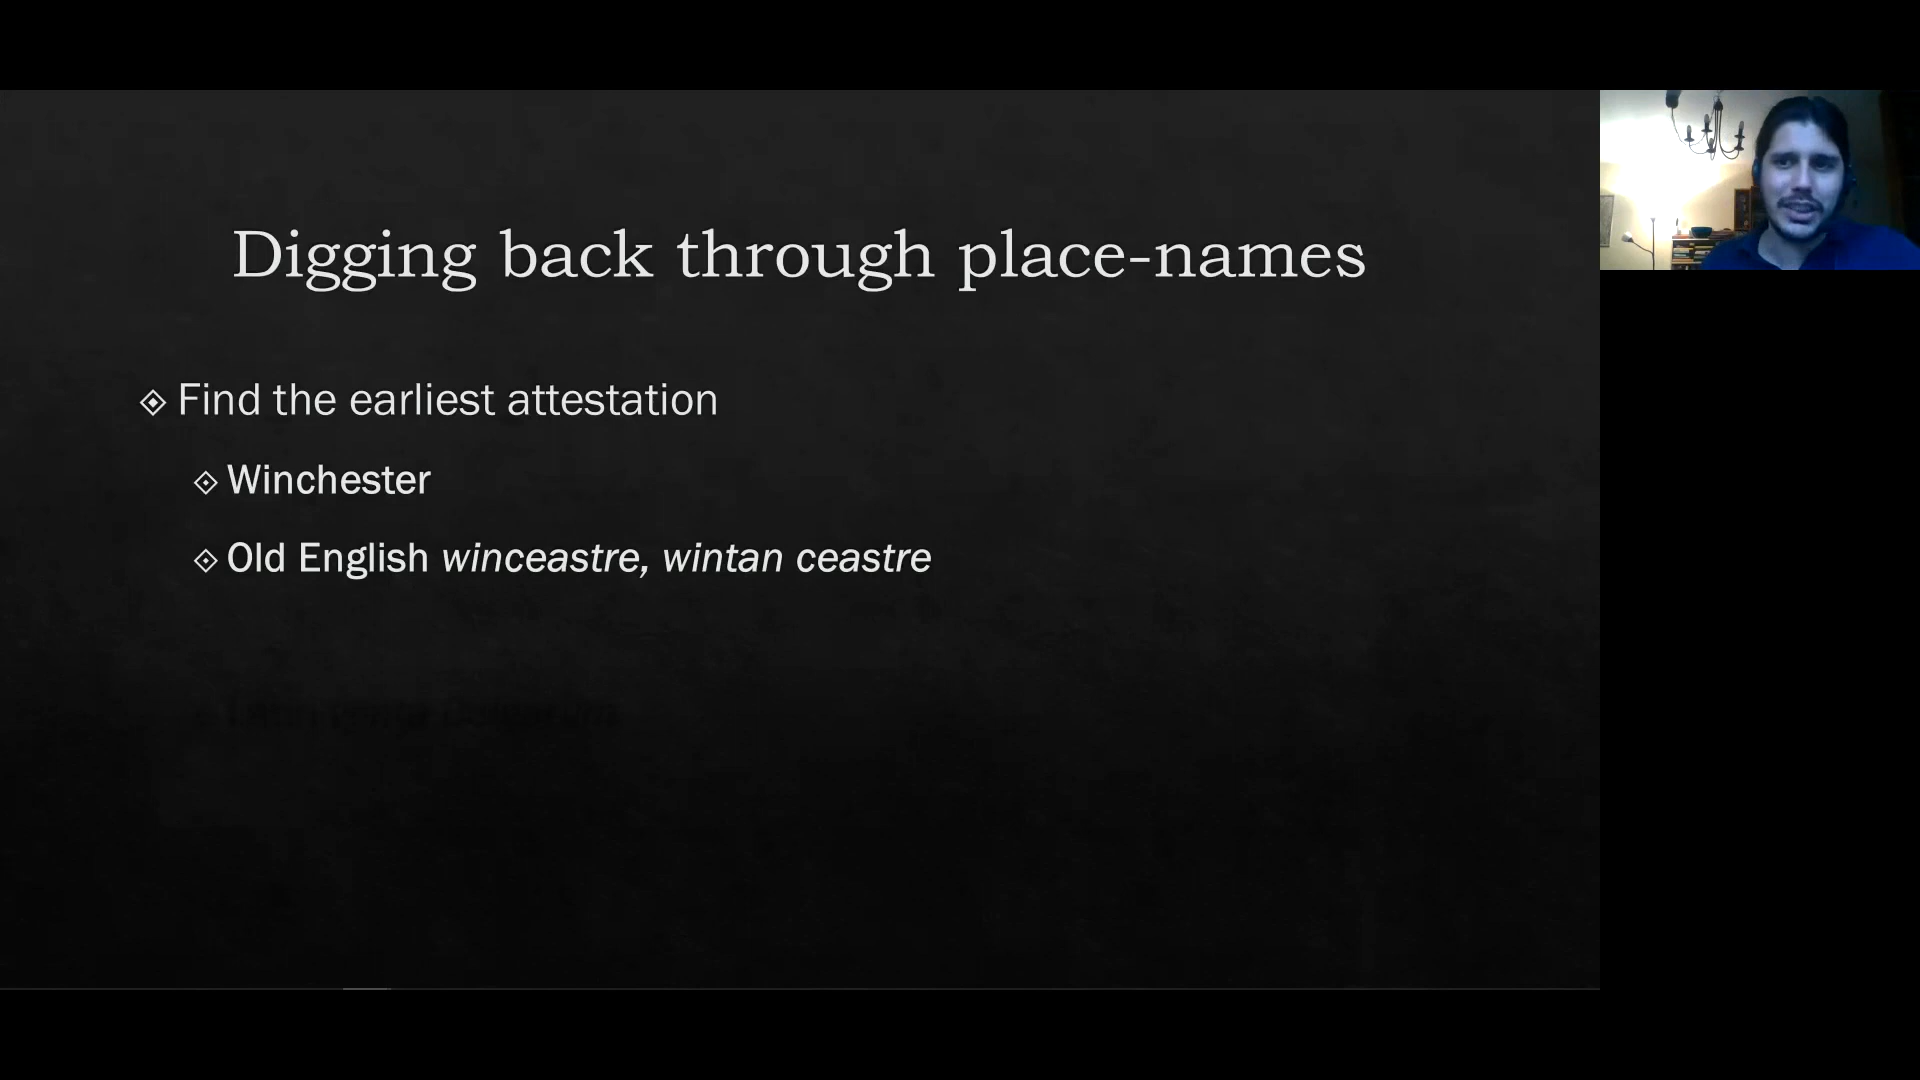 Digging back through place-names
Find the earliest attestation
Winchester
Old English winceastre, wintan ceastre